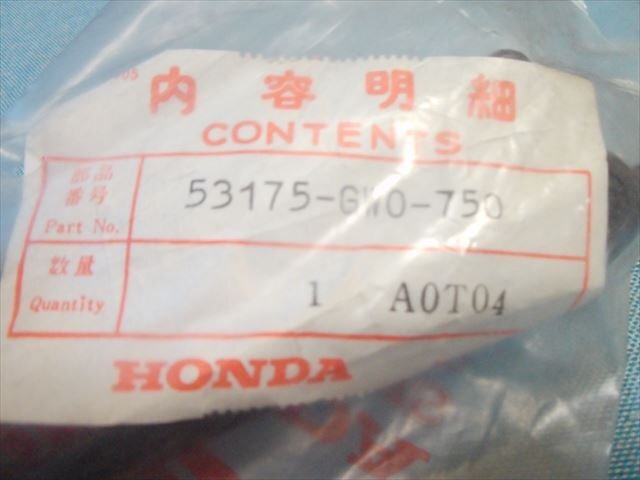 内容明細
CONTENTS
部品番号
Part No.
53175-GW0-750
数量
Quantity
1 A0T04
HONDA